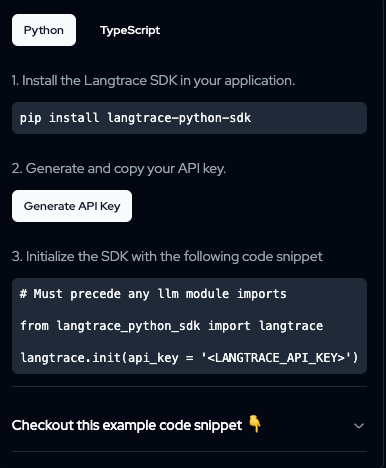 Python TypeScript
1. Install the Langtrace SDK in your application.
pip install langtrace-python-sdk
2. Generate and copy your API key.
Generate API Key
3. Initialize the SDK with the following code snippet
# Must precede any llm module imports
from langtrace_python_sdk import langtrace
langtrace.init(api_key = '<LANGTRACE_API_KEY>')
Checkout this example code snippet 👇